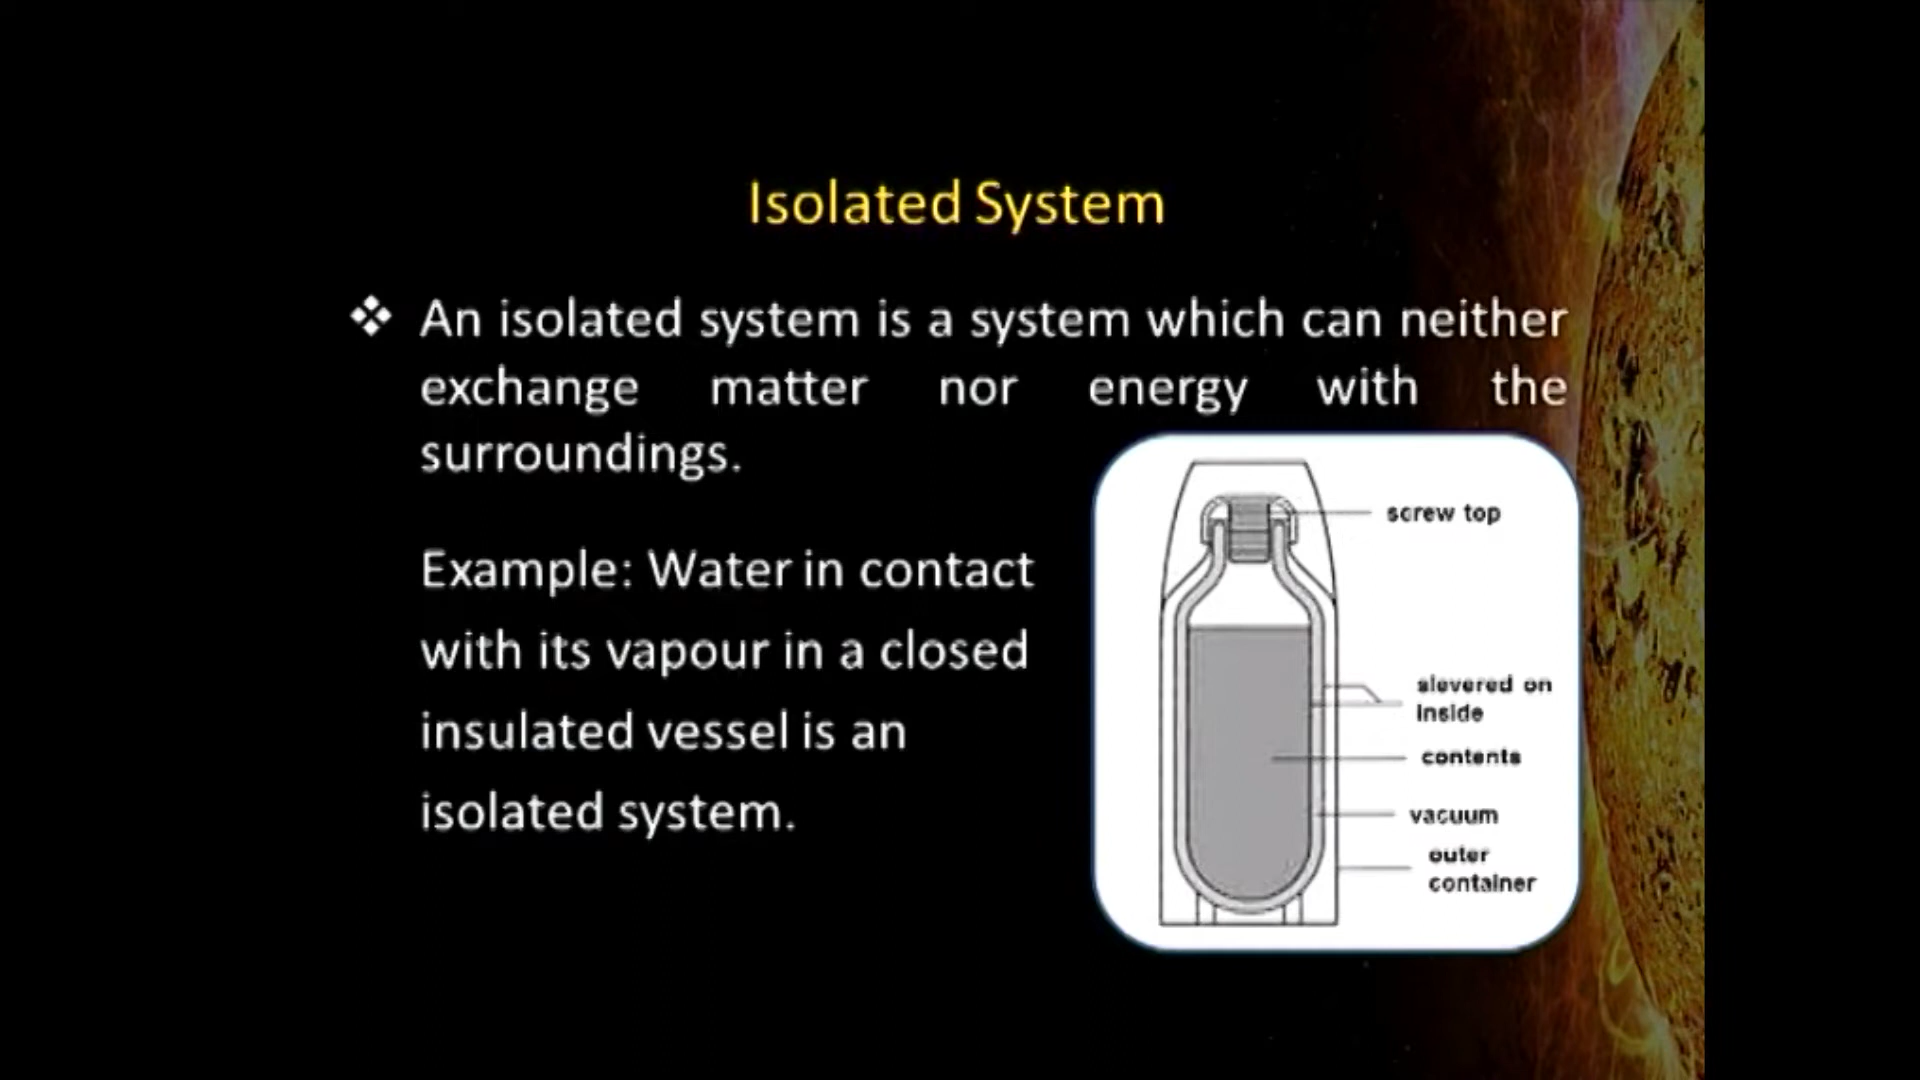 Isolated System
❖ An isolated system is a system which can neither
exchange matter nor energy with the
surroundings.
Example: Water in contact
with its vapour in a closed
insulated vessel is an
isolated system.
screw top
slevered on
inside
contents
vacuum
outer
container